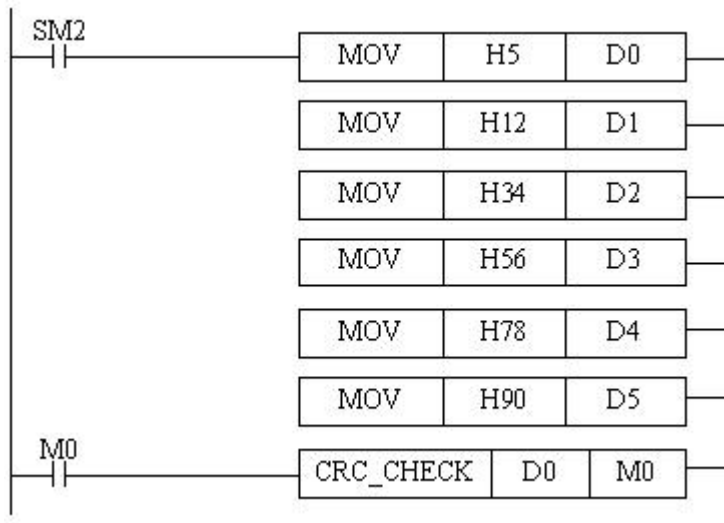 SM2
MOV H5 D0
MOV H12 D1
MOV H34 D2
MOV H56 D3
MOV H78 D4
MOV H90 D5
M0
CRC_CHECK D0 M0